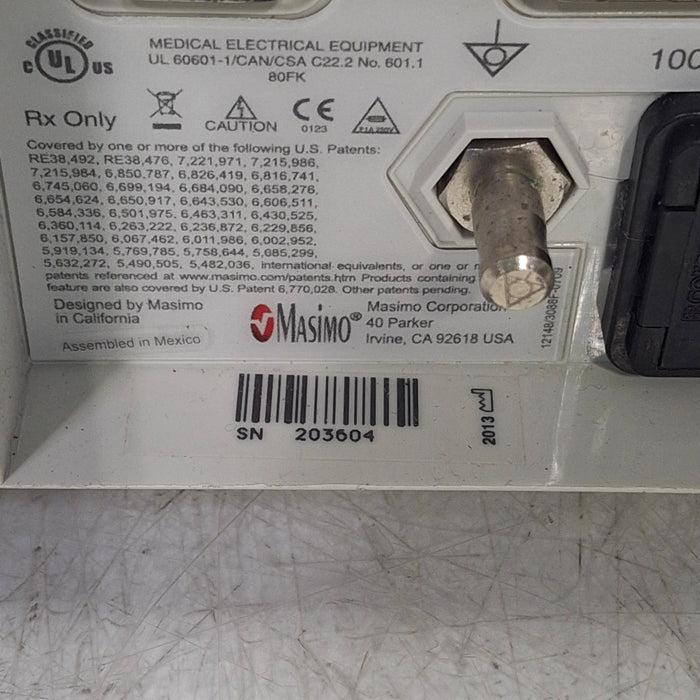 CLASSIFIED
C UL US
MEDICAL ELECTRICAL EQUIPMENT
UL 60601-1/CAN/CSA C22.2 No. 601.1
80FK
100
Rx Only
CAUTION
CE
0123
Covered by one or more of the following U.S. Patents:
RE38,492, RE38,476, 7,221,971, 7,215,986,
7,215,984, 6,850,787, 6,826,419, 6,816,741,
6,745,060, 6,699,194, 6,684,090, 6,658,276,
6,654,624, 6,650,917, 6,643,530, 6,606,511,
6,584,336, 6,501,975, 6,463,311, 6,430,525,
6,360,114, 6,263,222, 6,236,872, 6,229,856,
6,157,850, 6,067,462, 6,011,986, 6,002,952,
5,919,134, 5,769,785, 5,758,644, 5,685,299,
5,632,272, 5,490,505, 5,482,036, international equivalents, or one or
patents referenced at www.masimo.com/patents.htm Products containing
feature are also covered by U.S. Patent 6,770,028. Other patents pending.
Designed by Masimo
in California
Assembled in Mexico
MASIMO®
Masimo Corporation
40 Parker
Irvine, CA 92618 USA
SN 203604
2013